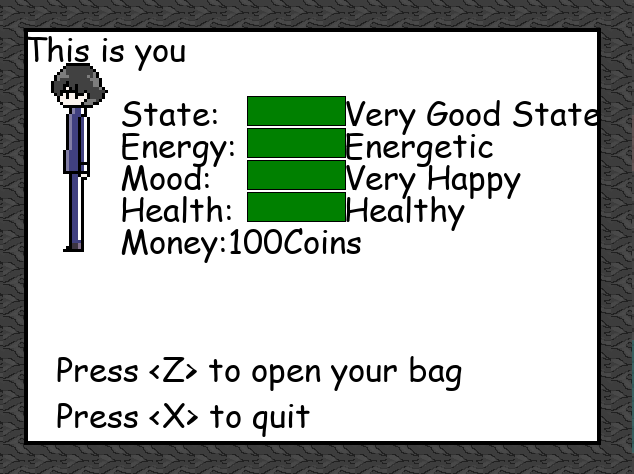 This is you
State: Very Good State
Energy: Energetic
Mood: Very Happy
Health: Healthy
Money:100Coins
Press <Z> to open your bag
Press <X> to quit